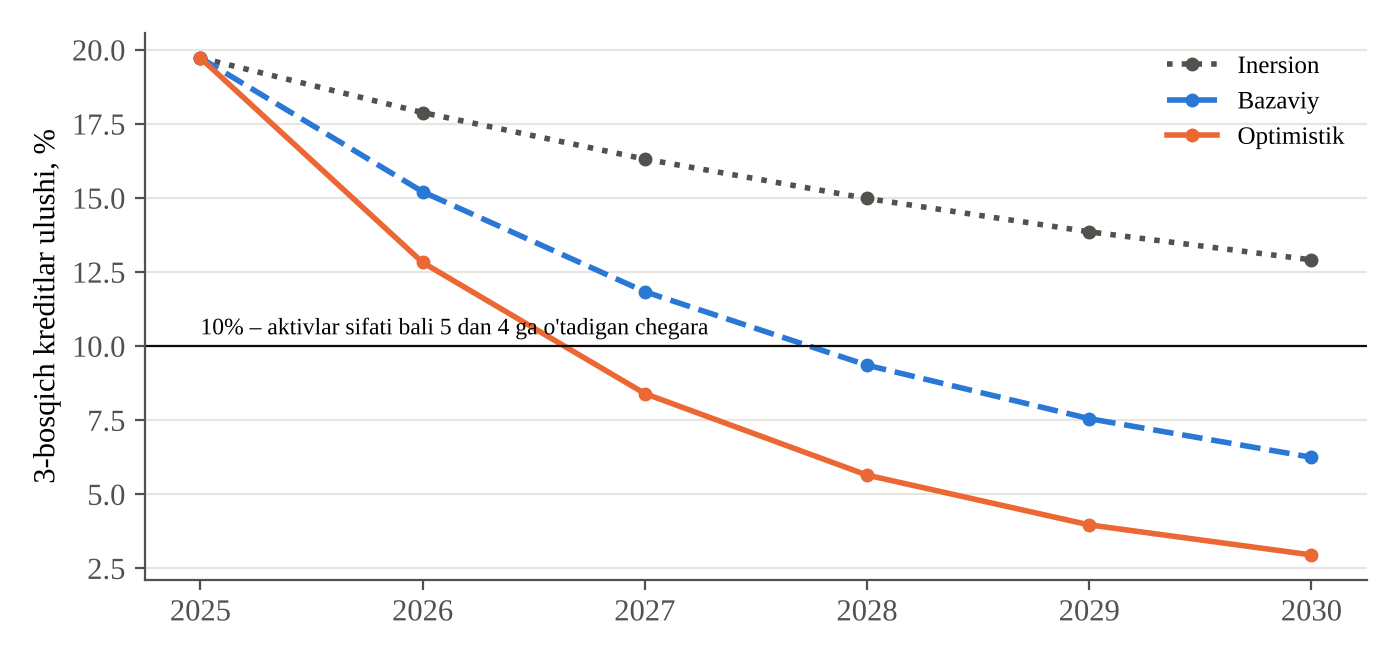 20.0
17.5
15.0
12.5
10.0
7.5
5.0
2.5
3-bosqich kreditlar ulushi, %
Inersion
Bazaviy
Optimistik
10% – aktivlar sifati bali 5 dan 4 ga o'tadigan chegara
2025 2026 2027 2028 2029 2030